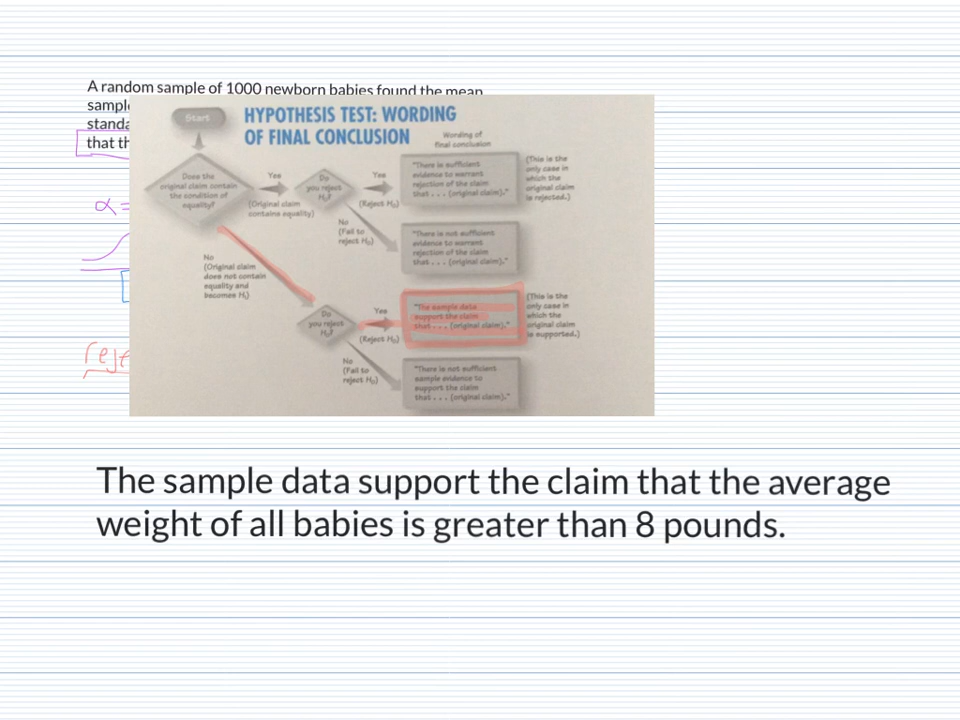 A random sample of 1000 newborn babies found the mean
sampl
standa
that th
α =
reje
HYPOTHESIS TEST: WORDING
OF FINAL CONCLUSION
Start
Wording of
final conclusion
Does the
original claim contain
the condition of
equality?
Yes
(Original claim
contains equality)
Do
you reject
H₀?
Yes
(Reject H₀)
"There is sufficient
evidence to warrant
rejection of the claim
that . . . (original claim)."
(This is the
only case in
which the
original claim
is rejected.)
No
(Fail to
reject H₀)
"There is not sufficient
evidence to warrant
rejection of the claim
that . . . (original claim)."
No
(Original claim
does not contain
equality and
becomes H₁)
Do
you reject
H₀?
Yes
(Reject H₀)
"The sample data
support the claim
that . . . (original claim)."
(This is the
only case in
which the
original claim
is supported.)
No
(Fail to
reject H₀)
"There is not sufficient
sample evidence to
support the claim
that . . . (original claim)."
The sample data support the claim that the average
weight of all babies is greater than 8 pounds.